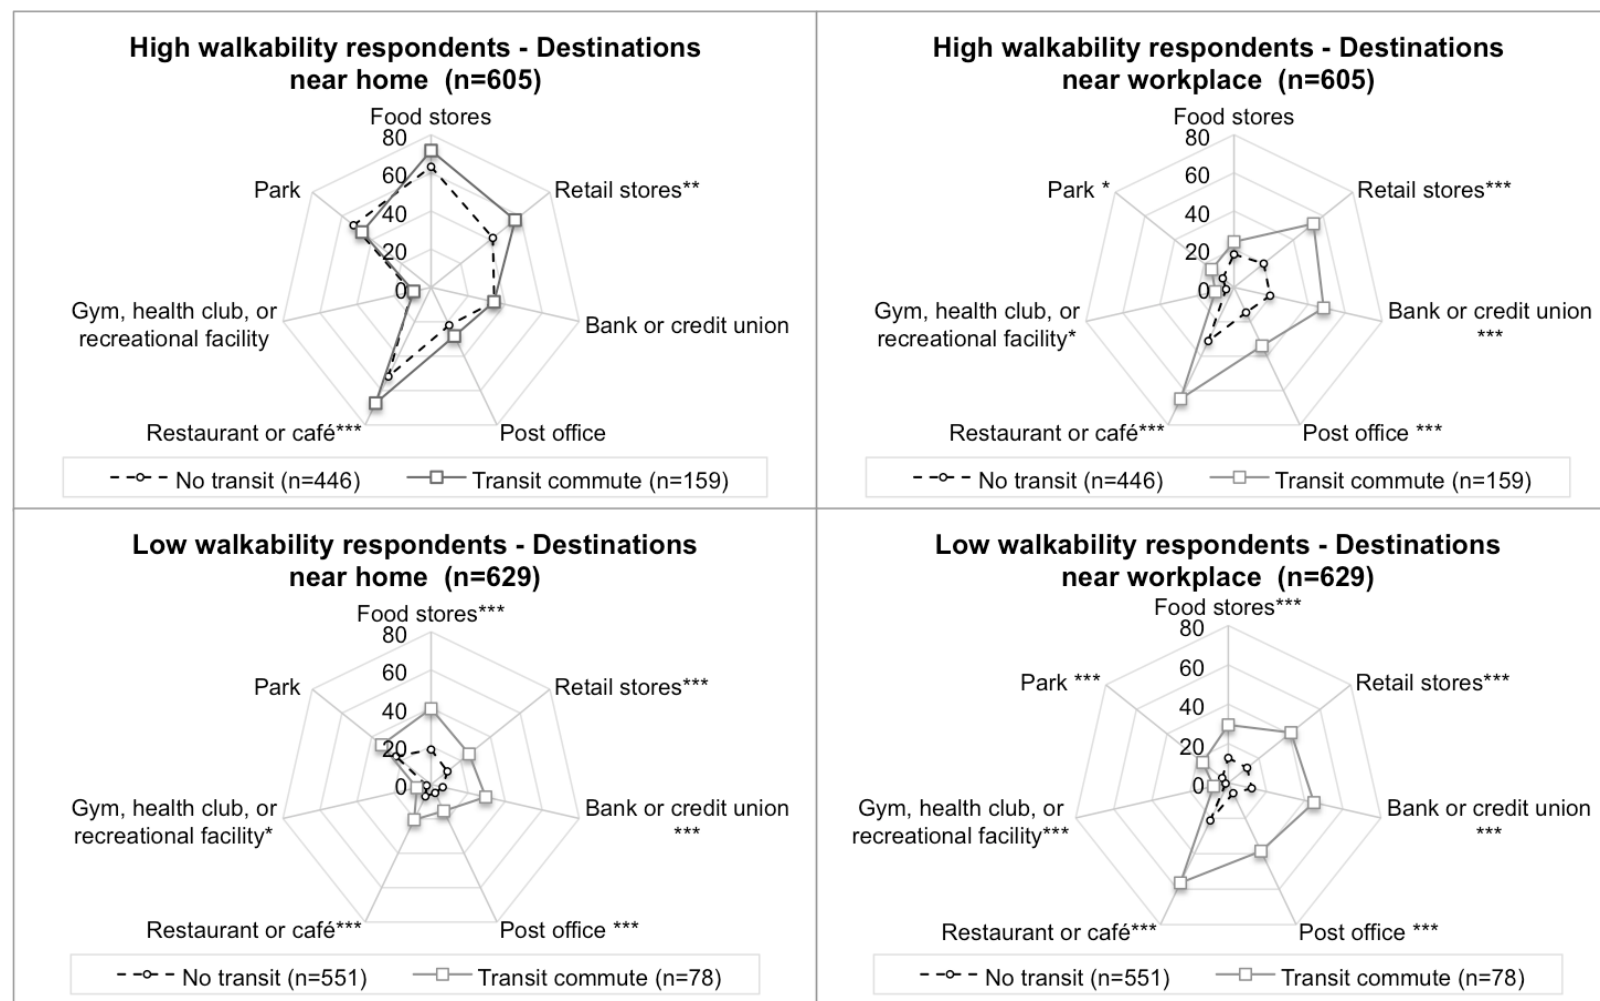 High walkability respondents - Destinations
near home (n=605)
Food stores
80
60
40
20
0
Park
Retail stores**
Gym, health club, or
recreational facility
Bank or credit union
Restaurant or café***
Post office
No transit (n=446)
Transit commute (n=159)
High walkability respondents - Destinations
near workplace (n=605)
Food stores
80
60
40
20
0
Park *
Retail stores***
Gym, health club, or
recreational facility*
Bank or credit union
***
Restaurant or café***
Post office ***
No transit (n=446)
Transit commute (n=159)
Low walkability respondents - Destinations
near home (n=629)
Food stores***
80
60
40
20
0
Park
Retail stores***
Gym, health club, or
recreational facility*
Bank or credit union
***
Restaurant or café***
Post office ***
No transit (n=551)
Transit commute (n=78)
Low walkability respondents - Destinations
near workplace (n=629)
Food stores***
80
60
40
20
0
Park ***
Retail stores***
Gym, health club, or
recreational facility***
Bank or credit union
***
Restaurant or café***
Post office ***
No transit (n=551)
Transit commute (n=78)